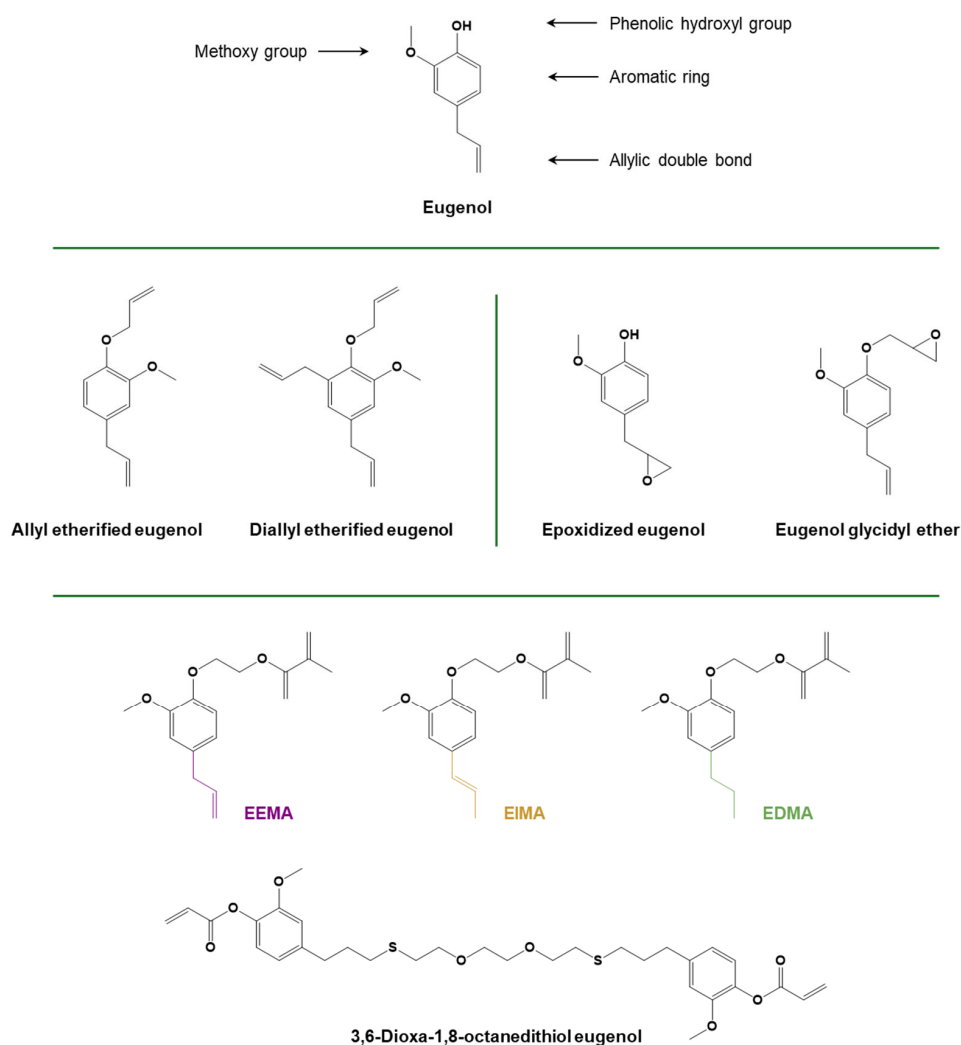 OH
Phenolic hydroxyl group
Methoxy group
O
Aromatic ring
Allylic double bond
Eugenol
O
O
Allyl etherified eugenol
O
O
Diallyl etherified eugenol
OH
O
O
Epoxidized eugenol
O
O
O
Eugenol glycidyl ether
O
O
O
EEMA
O
O
O
EIMA
O
O
O
EDMA
O
O
O
S
O
O
S
O
O
O
3,6-Dioxa-1,8-octanedithiol eugenol